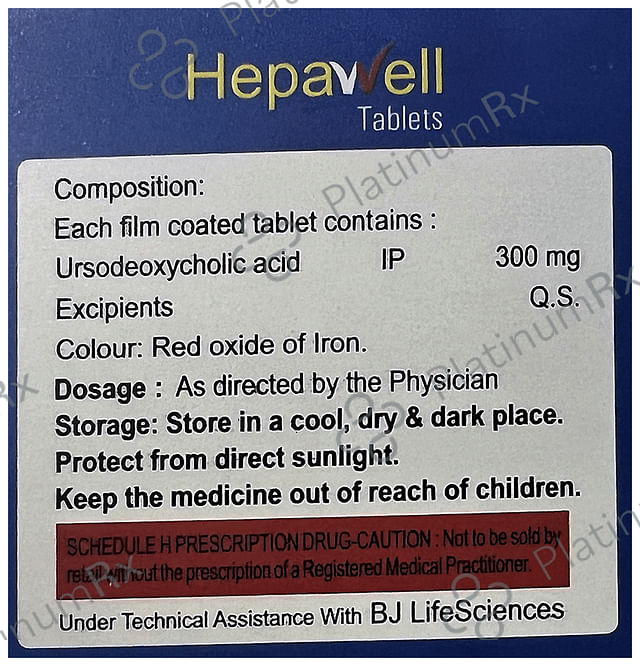 Hepawell
Tablets
Composition:
Each film coated tablet contains :
Ursodeoxycholic acid IP 300 mg
Excipients Q.S.
Colour: Red oxide of Iron.
Dosage : As directed by the Physician
Storage: Store in a cool, dry & dark place.
Protect from direct sunlight.
Keep the medicine out of reach of children.
SCHEDULE H PRESCRIPTION DRUG-CAUTION : Not to be sold by
retail without the prescription of a Registered Medical Practitioner.
Under Technical Assistance With BJ LifeSciences
PlatinumRx
PlatinumRx